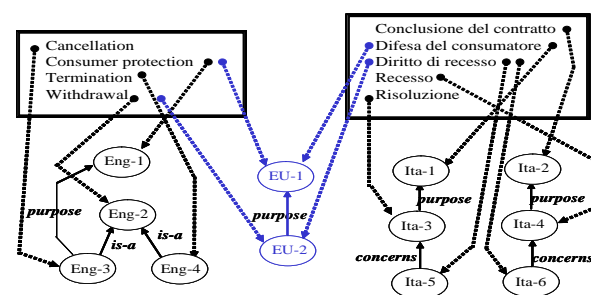 Cancellation
Consumer protection
Termination
Withdrawal
Conclusione del contratto
Difesa del consumatore
Diritto di recesso
Recesso
Risoluzione
Eng-1
EU-1
Ita-1
Ita-2
purpose
Eng-2
purpose
purpose
purpose
is-a
is-a
Ita-3
Ita-4
EU-2
concerns
concerns
Eng-3
Eng-4
Ita-5
Ita-6